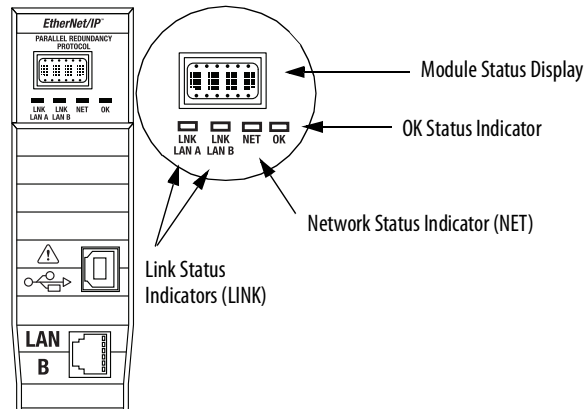 EtherNet/IP™
PARALLEL REDUNDANCY
PROTOCOL
LNK LNK NET OK
LAN A LAN B
LAN
B
LNK LNK NET OK
LAN A LAN B
Module Status Display
OK Status Indicator
Network Status Indicator (NET)
Link Status
Indicators (LINK)